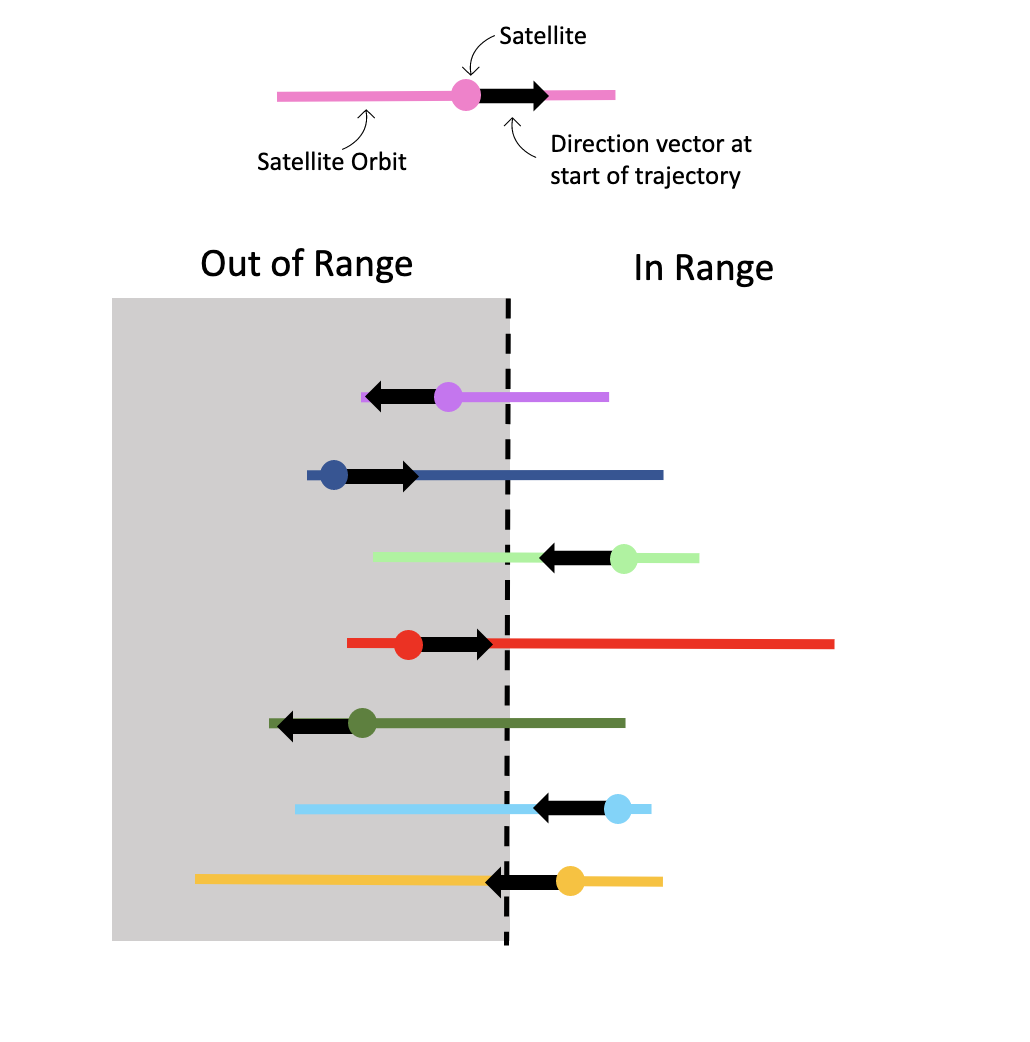 Satellite
Satellite Orbit
Direction vector at
start of trajectory
Out of Range
In Range